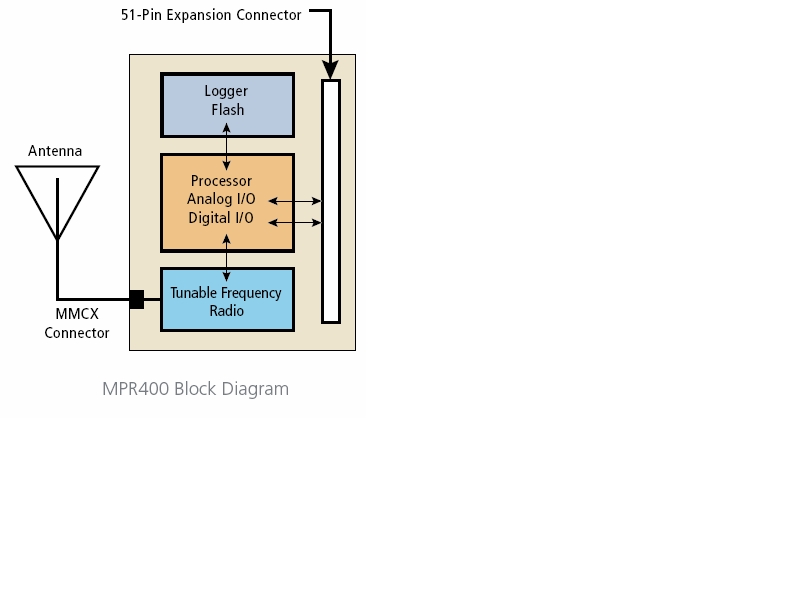 51-Pin Expansion Connector
Logger
Flash
Antenna
Processor
Analog I/O
Digital I/O
Tunable Frequency
Radio
MMCX
Connector
MPR400 Block Diagram